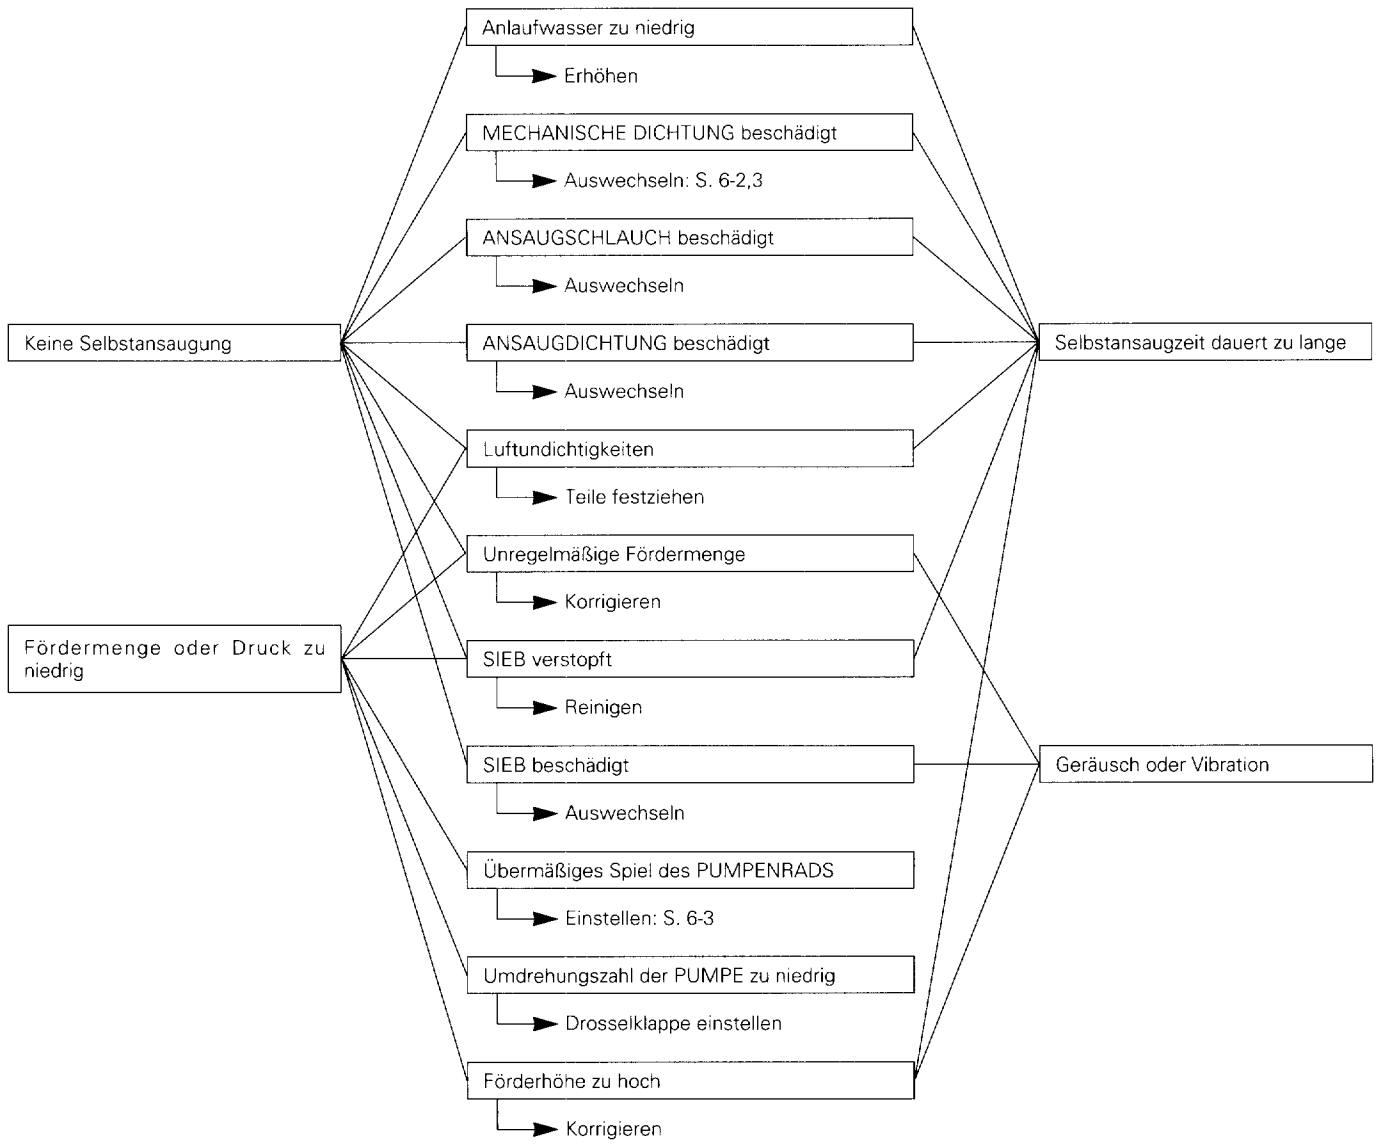 Anlaufwasser zu niedrig
Erhöhen
MECHANISCHE DICHTUNG beschädigt
Auswechseln: S. 6-2,3
ANSAUGSCHLAUCH beschädigt
Auswechseln
Keine Selbstansaugung
ANSAUGDICHTUNG beschädigt
Selbstansaugzeit dauert zu lange
Auswechseln
Luftundichtigkeiten
Teile festziehen
Unregelmäßige Fördermenge
Korrigieren
Fördermenge oder Druck zu
niedrig
SIEB verstopft
Reinigen
SIEB beschädigt
Geräusch oder Vibration
Auswechseln
Übermäßiges Spiel des PUMPENRADS
Einstellen: S. 6-3
Umdrehungszahl der PUMPE zu niedrig
Drosselklappe einstellen
Förderhöhe zu hoch
Korrigieren